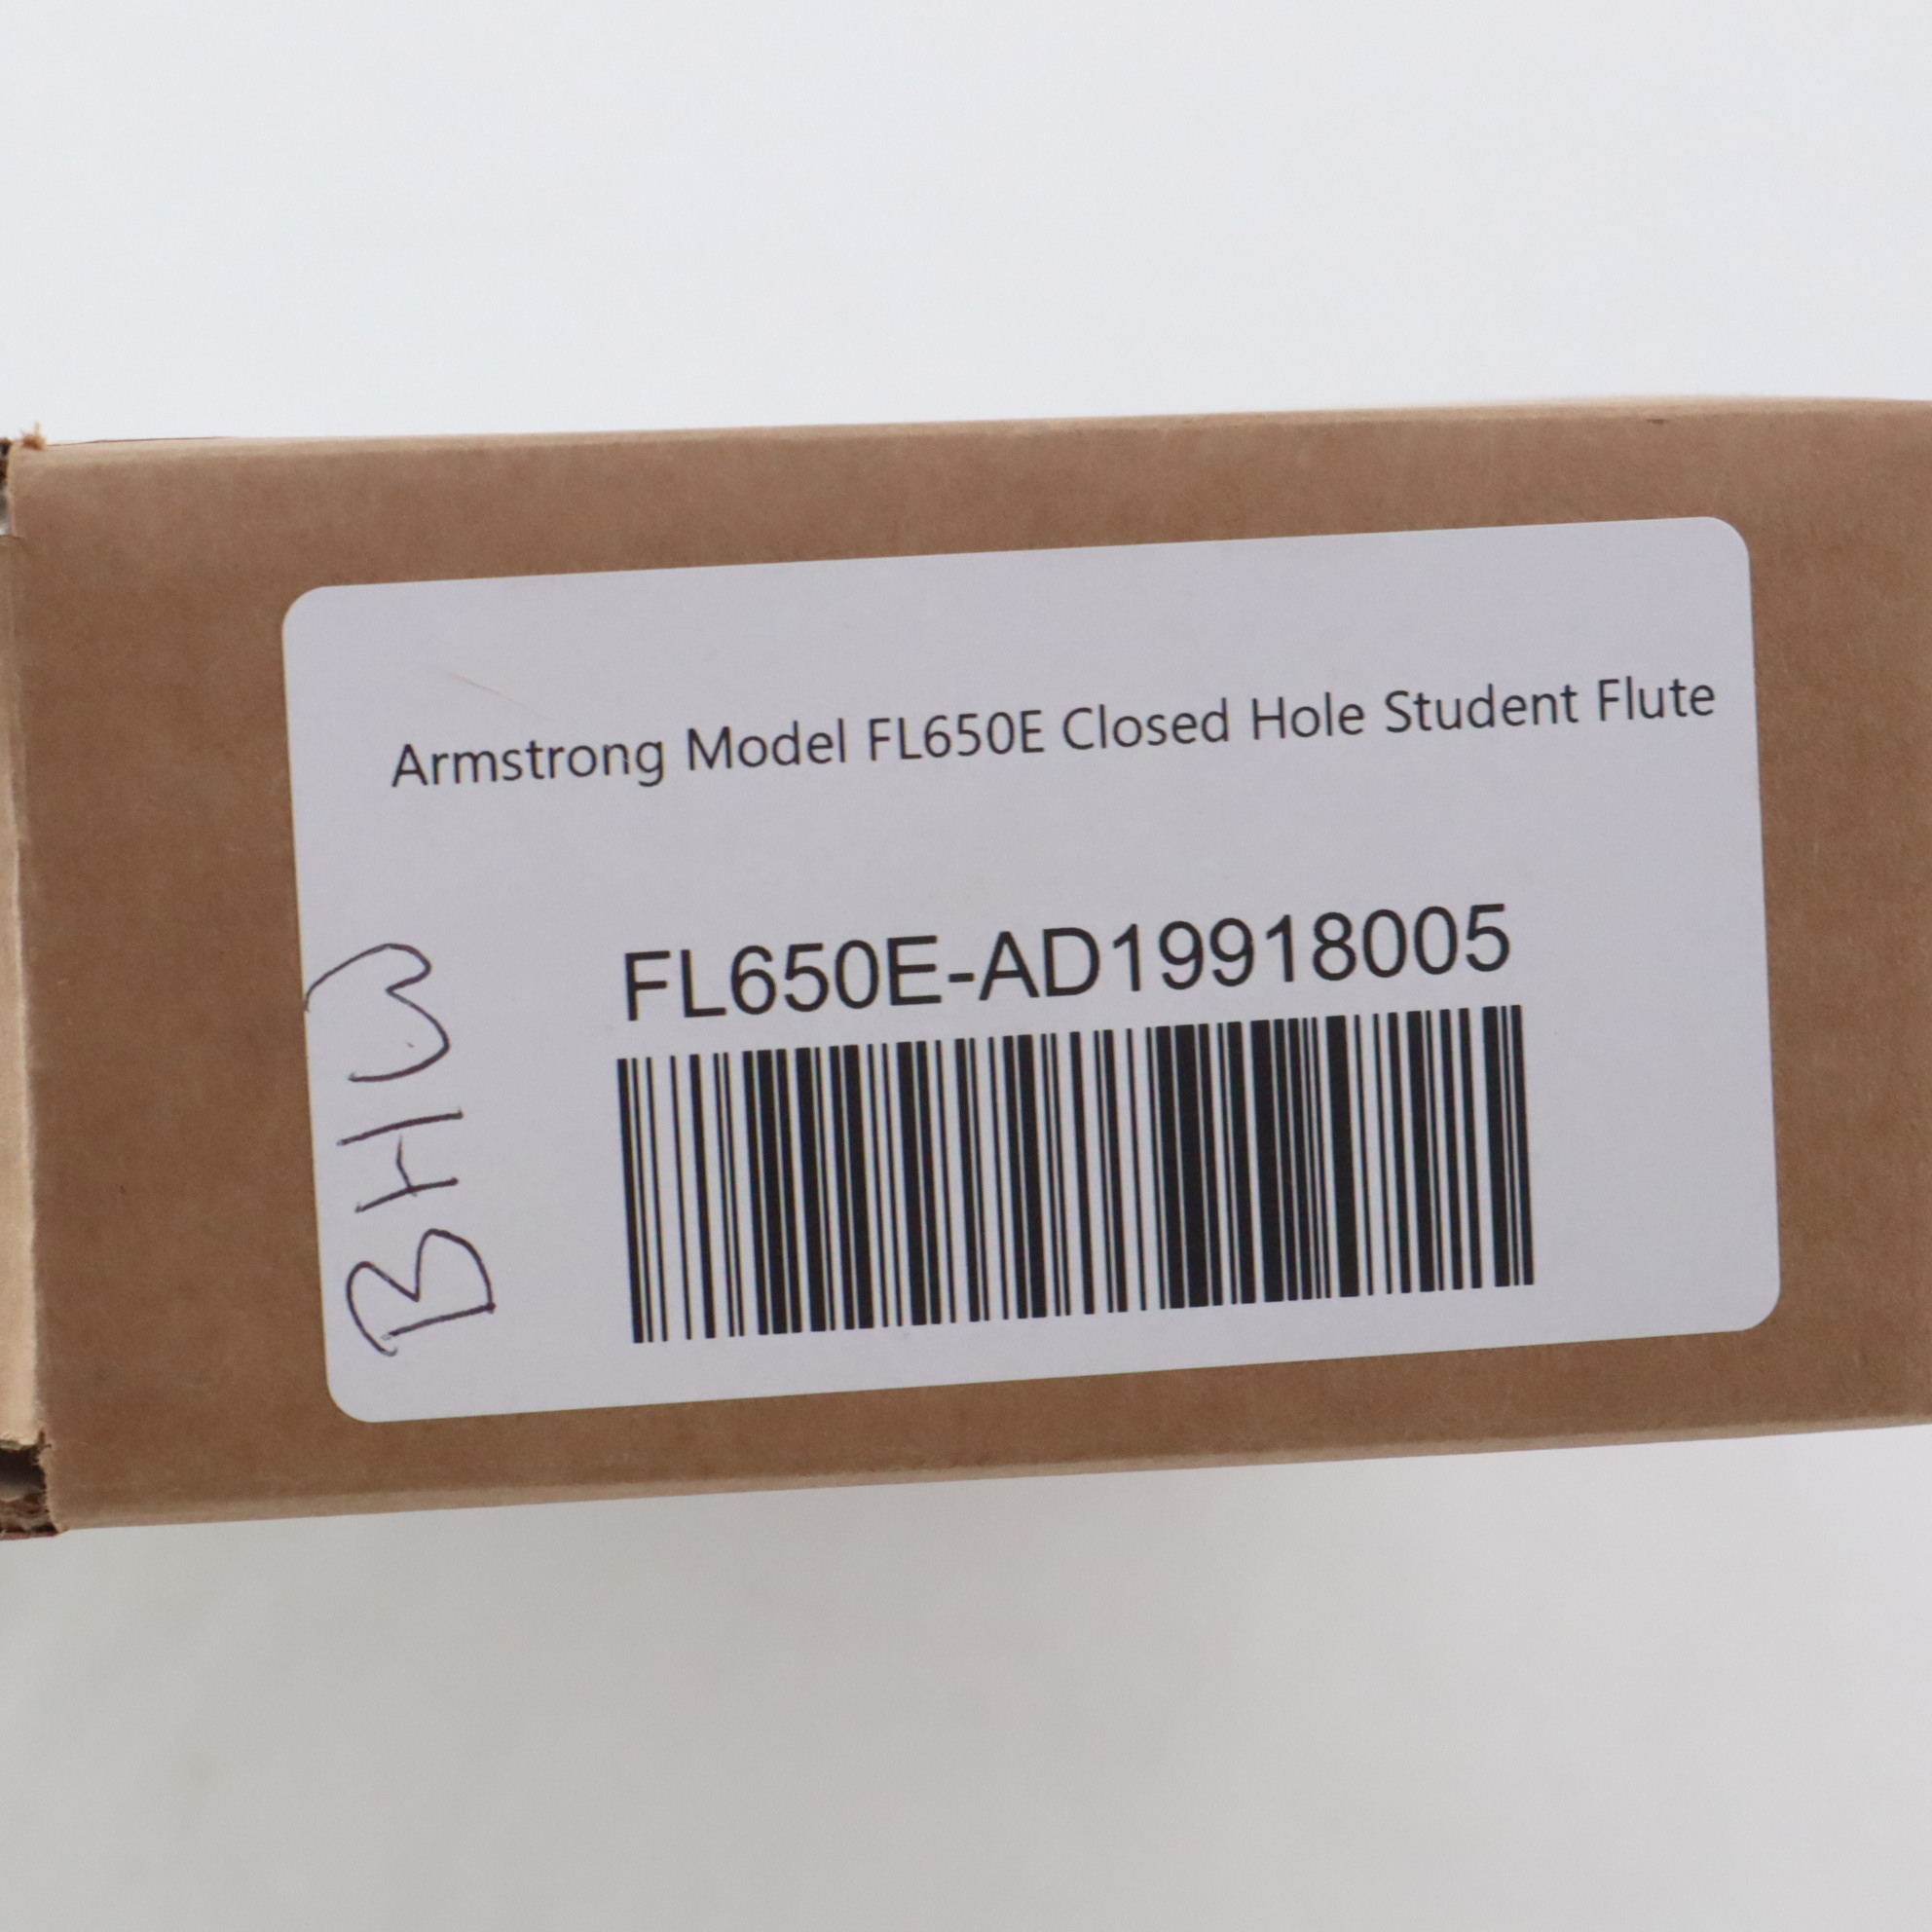 Armstrong Model FL650E Closed Hole Student Flute
FL650E-AD19918005
BHW